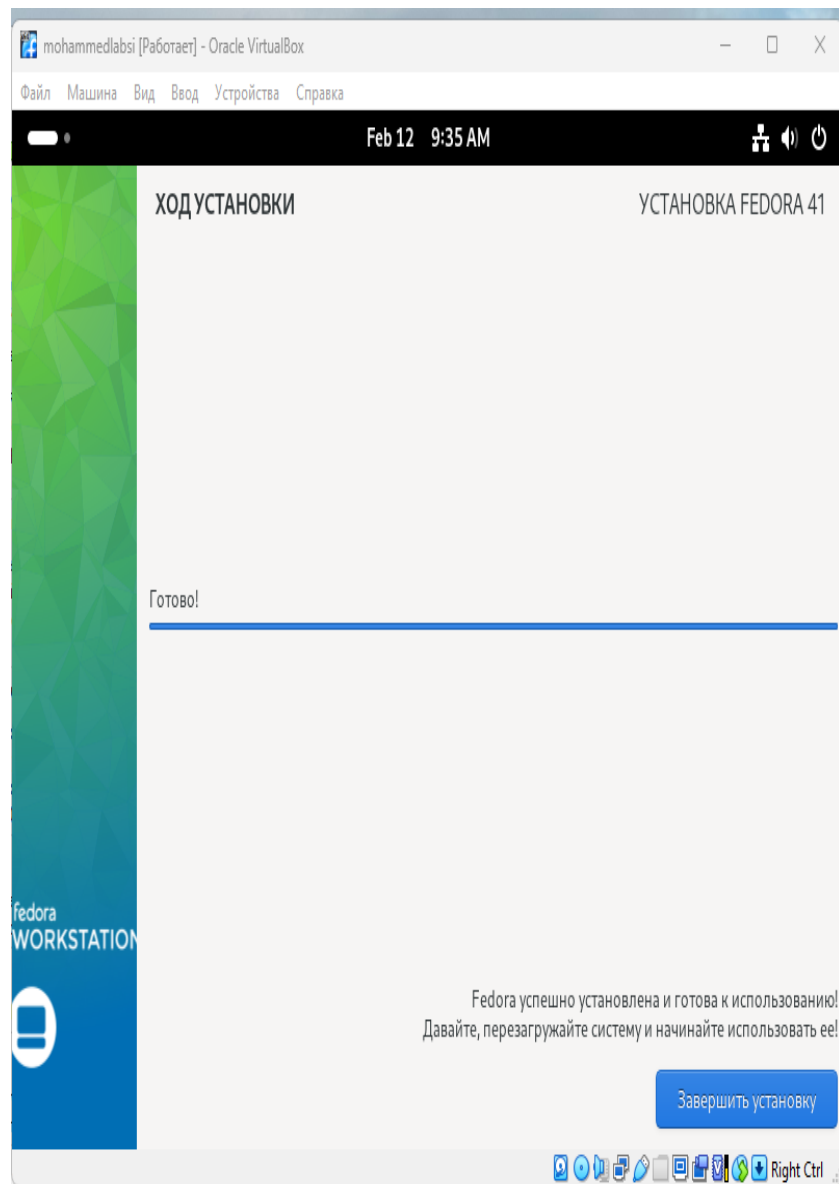 mohammedlabsi [Работает] - Oracle VirtualBox
Файл Машина Вид Ввод Устройства Справка
Feb 12 9:35 AM
ХОД УСТАНОВКИ
УСТАНОВКА FEDORA 41
Готово!
fedora
WORKSTATION
Fedora успешно установлена и готова к использованию!
Давайте, перезагружайте систему и начинайте использовать ее!
Завершить установку
Right Ctrl